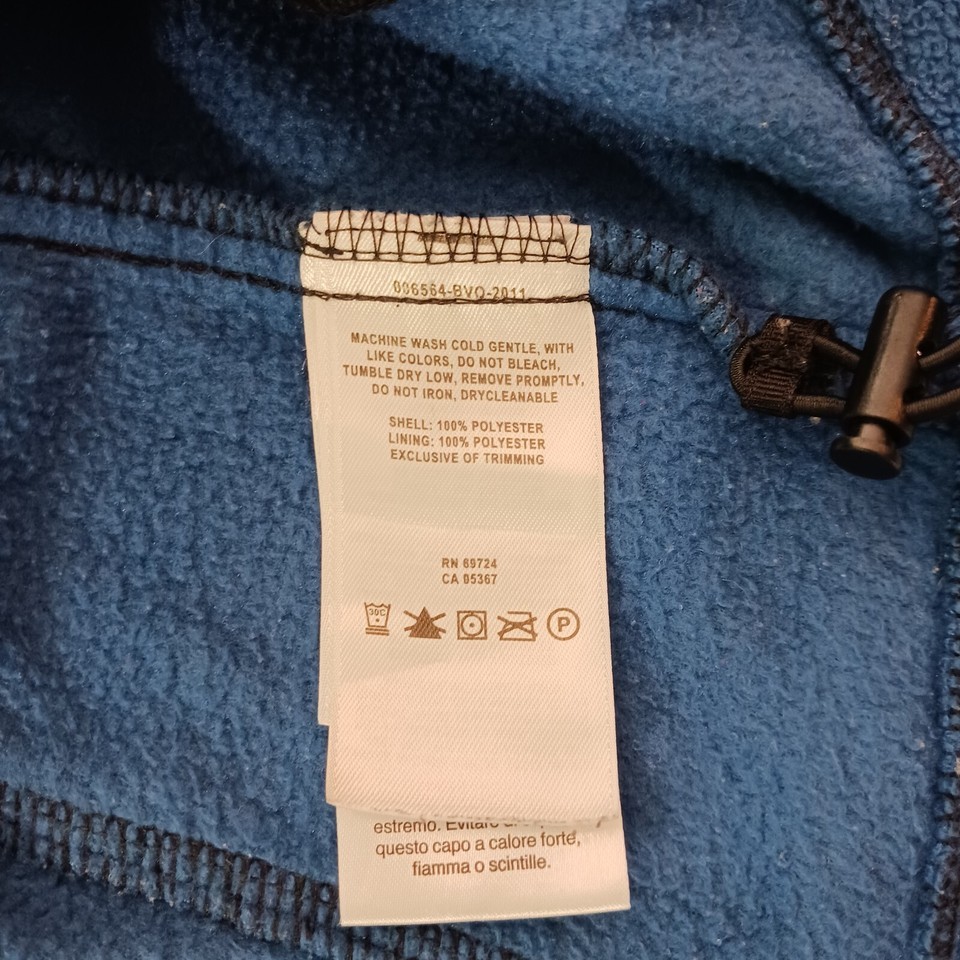 006564-BVQ-2011
MACHINE WASH COLD GENTLE, WITH
LIKE COLORS, DO NOT BLEACH,
TUMBLE DRY LOW, REMOVE PROMPTLY,
DO NOT IRON, DRYCLEANABLE
SHELL: 100% POLYESTER
LINING: 100% POLYESTER
EXCLUSIVE OF TRIMMING
RN 69724
CA 05367
30C
P
estremo. Evitare
questo capo a calore forte,
fiamma o scintille.